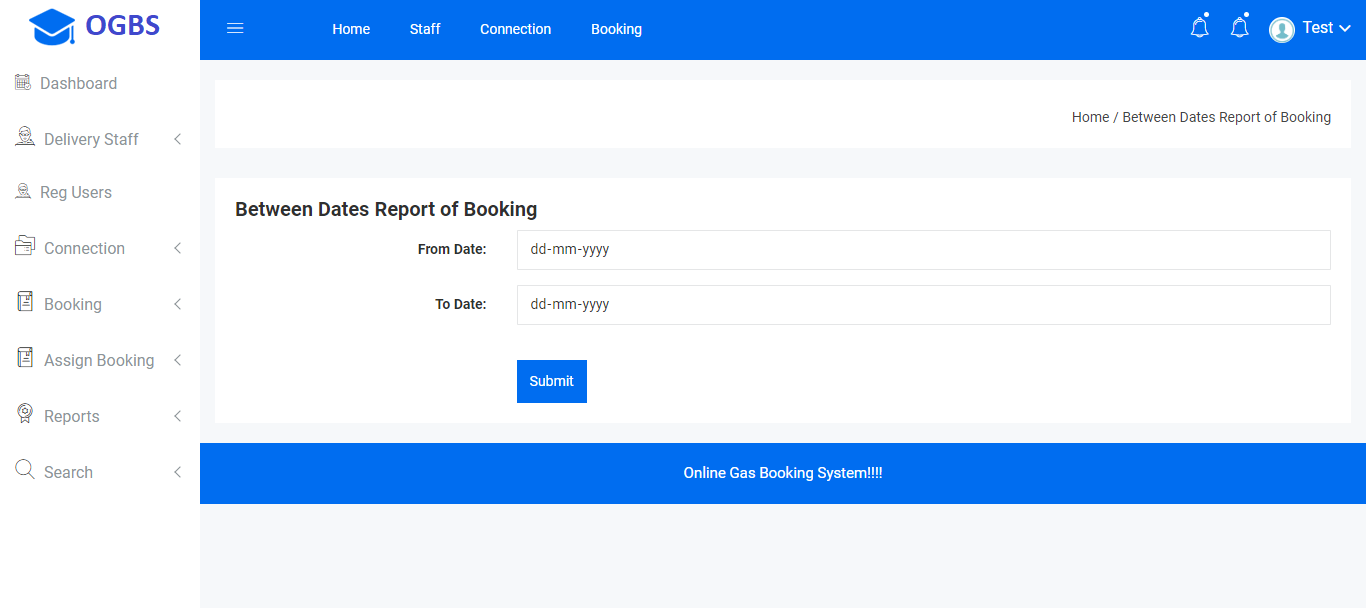 OGBS
Home Staff Connection Booking
Test
Dashboard
Delivery Staff
Reg Users
Connection
Booking
Assign Booking
Reports
Search
Home / Between Dates Report of Booking
Between Dates Report of Booking
From Date: dd-mm-yyyy
To Date: dd-mm-yyyy
Submit
Online Gas Booking System!!!!